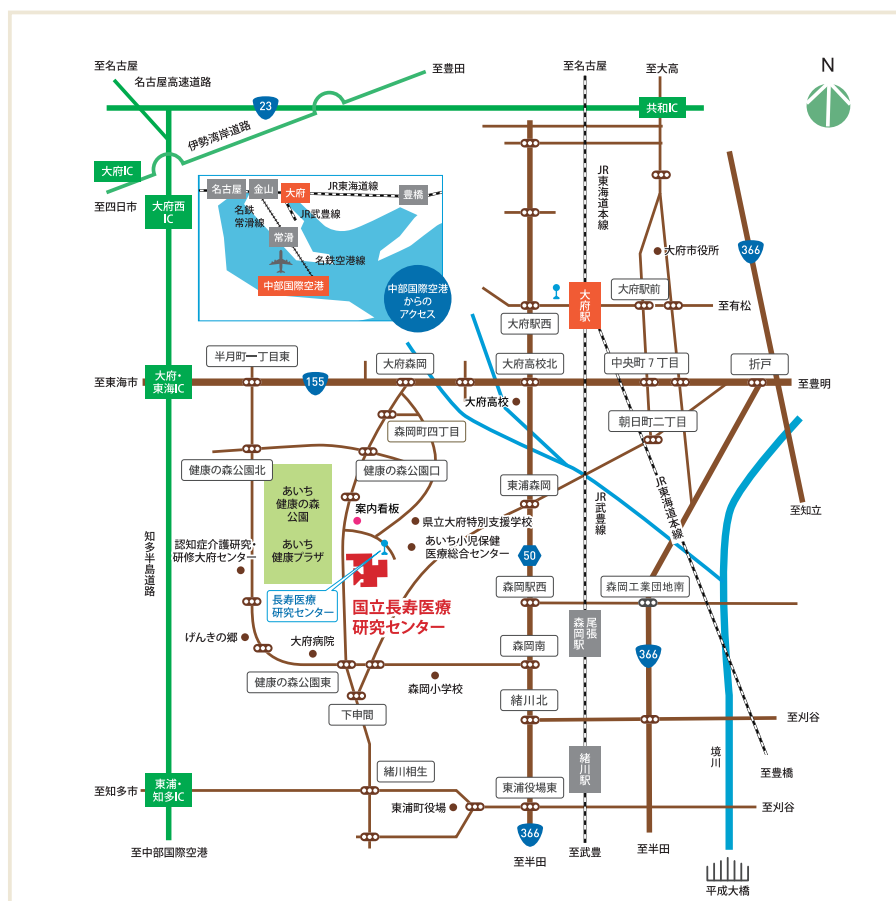 至名古屋
名古屋高速道路
至豊田
至名古屋
至大高
N
23
共和IC
伊勢湾岸道路
大府IC
至四日市
大府西
IC
名古屋
金山
大府
JR東海道線
豊橋
名鉄
常滑線
JR武豊線
常滑
名鉄空港線
中部国際空港
中部国際空港
からの
アクセス
JR東海道本線
大府市役所
366
大府駅
大府駅前
至有松
大府駅西
半月町一丁目東
大府森岡
大府高校北
中央町7丁目
折戸
至東海市
大府・
東海IC
155
至豊明
大府高校
森岡町四丁目
朝日町二丁目
健康の森公園北
健康の森公園口
東浦森岡
JR武豊線
JR東海道本線
あいち
健康の森
公園
案内看板
県立大府特別支援学校
至知立
あいち
健康プラザ
あいち小児保健
医療総合センター
知多半島道路
認知症介護研究・
研修大府センター
50
長寿医療
研究センター
国立長寿医療
研究センター
森岡駅西
森岡工業団地南
尾張
森岡駅
げんきの郷
大府病院
森岡南
366
健康の森公園東
森岡小学校
下申間
緒川北
至刈谷
境川
緒川相生
緒川駅
至豊橋
至知多市
東浦・
知多IC
東浦町役場
東浦役場東
至刈谷
366
至中部国際空港
至半田
至武豊
至半田
平成大橋